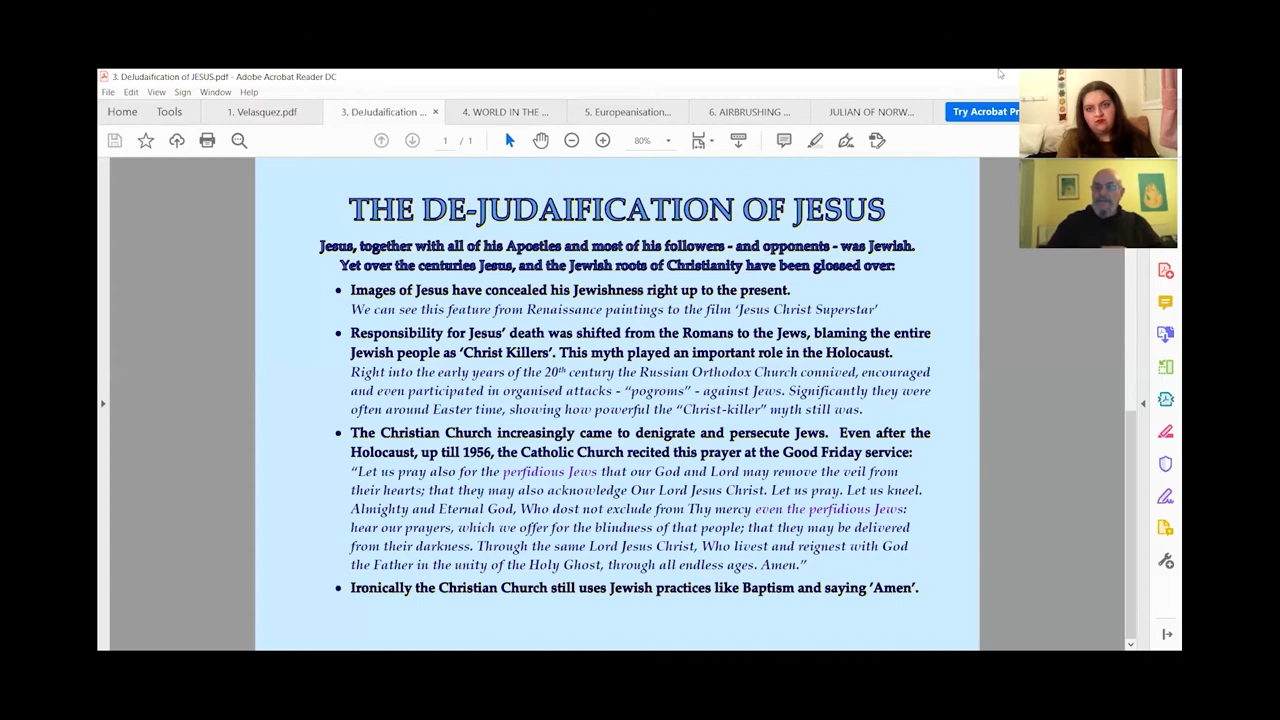 3. DeJudaification of JESUS.pdf - Adobe Acrobat Reader DC
File Edit View Sign Window Help
Home Tools 1. Velasquez.pdf 3. DeJudaification ... × 4. WORLD IN THE ... 5. Europeanisation... 6. AIRBRUSHING ... JULIAN OF NORW... Try Acrobat Pr
1 / 1 80%
THE DE-JUDAIFICATION OF JESUS
Jesus, together with all of his Apostles and most of his followers - and opponents - was Jewish.
Yet over the centuries Jesus, and the Jewish roots of Christianity have been glossed over:
• Images of Jesus have concealed his Jewishness right up to the present.
We can see this feature from Renaissance paintings to the film ‘Jesus Christ Superstar’
• Responsibility for Jesus’ death was shifted from the Romans to the Jews, blaming the entire
Jewish people as ‘Christ Killers’. This myth played an important role in the Holocaust.
Right into the early years of the 20th century the Russian Orthodox Church connived, encouraged
and even participated in organised attacks - “pogroms” - against Jews. Significantly they were
often around Easter time, showing how powerful the “Christ-killer” myth still was.
• The Christian Church increasingly came to denigrate and persecute Jews. Even after the
Holocaust, up till 1956, the Catholic Church recited this prayer at the Good Friday service:
“Let us pray also for the perfidious Jews that our God and Lord may remove the veil from
their hearts; that they may also acknowledge Our Lord Jesus Christ. Let us pray. Let us kneel.
Almighty and Eternal God, Who dost not exclude from Thy mercy even the perfidious Jews:
hear our prayers, which we offer for the blindness of that people; that they may be delivered
from their darkness. Through the same Lord Jesus Christ, Who livest and reignest with God
the Father in the unity of the Holy Ghost, through all endless ages. Amen.”
• Ironically the Christian Church still uses Jewish practices like Baptism and saying ‘Amen’.